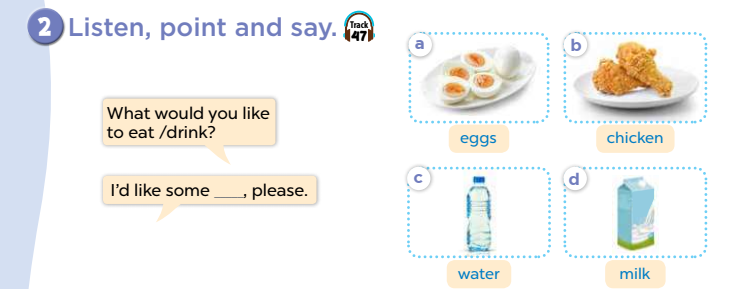 2 Listen, point and say. Track 47
What would you like
to eat /drink?
I'd like some ___, please.
a
b
eggs
chicken
c
d
water
milk